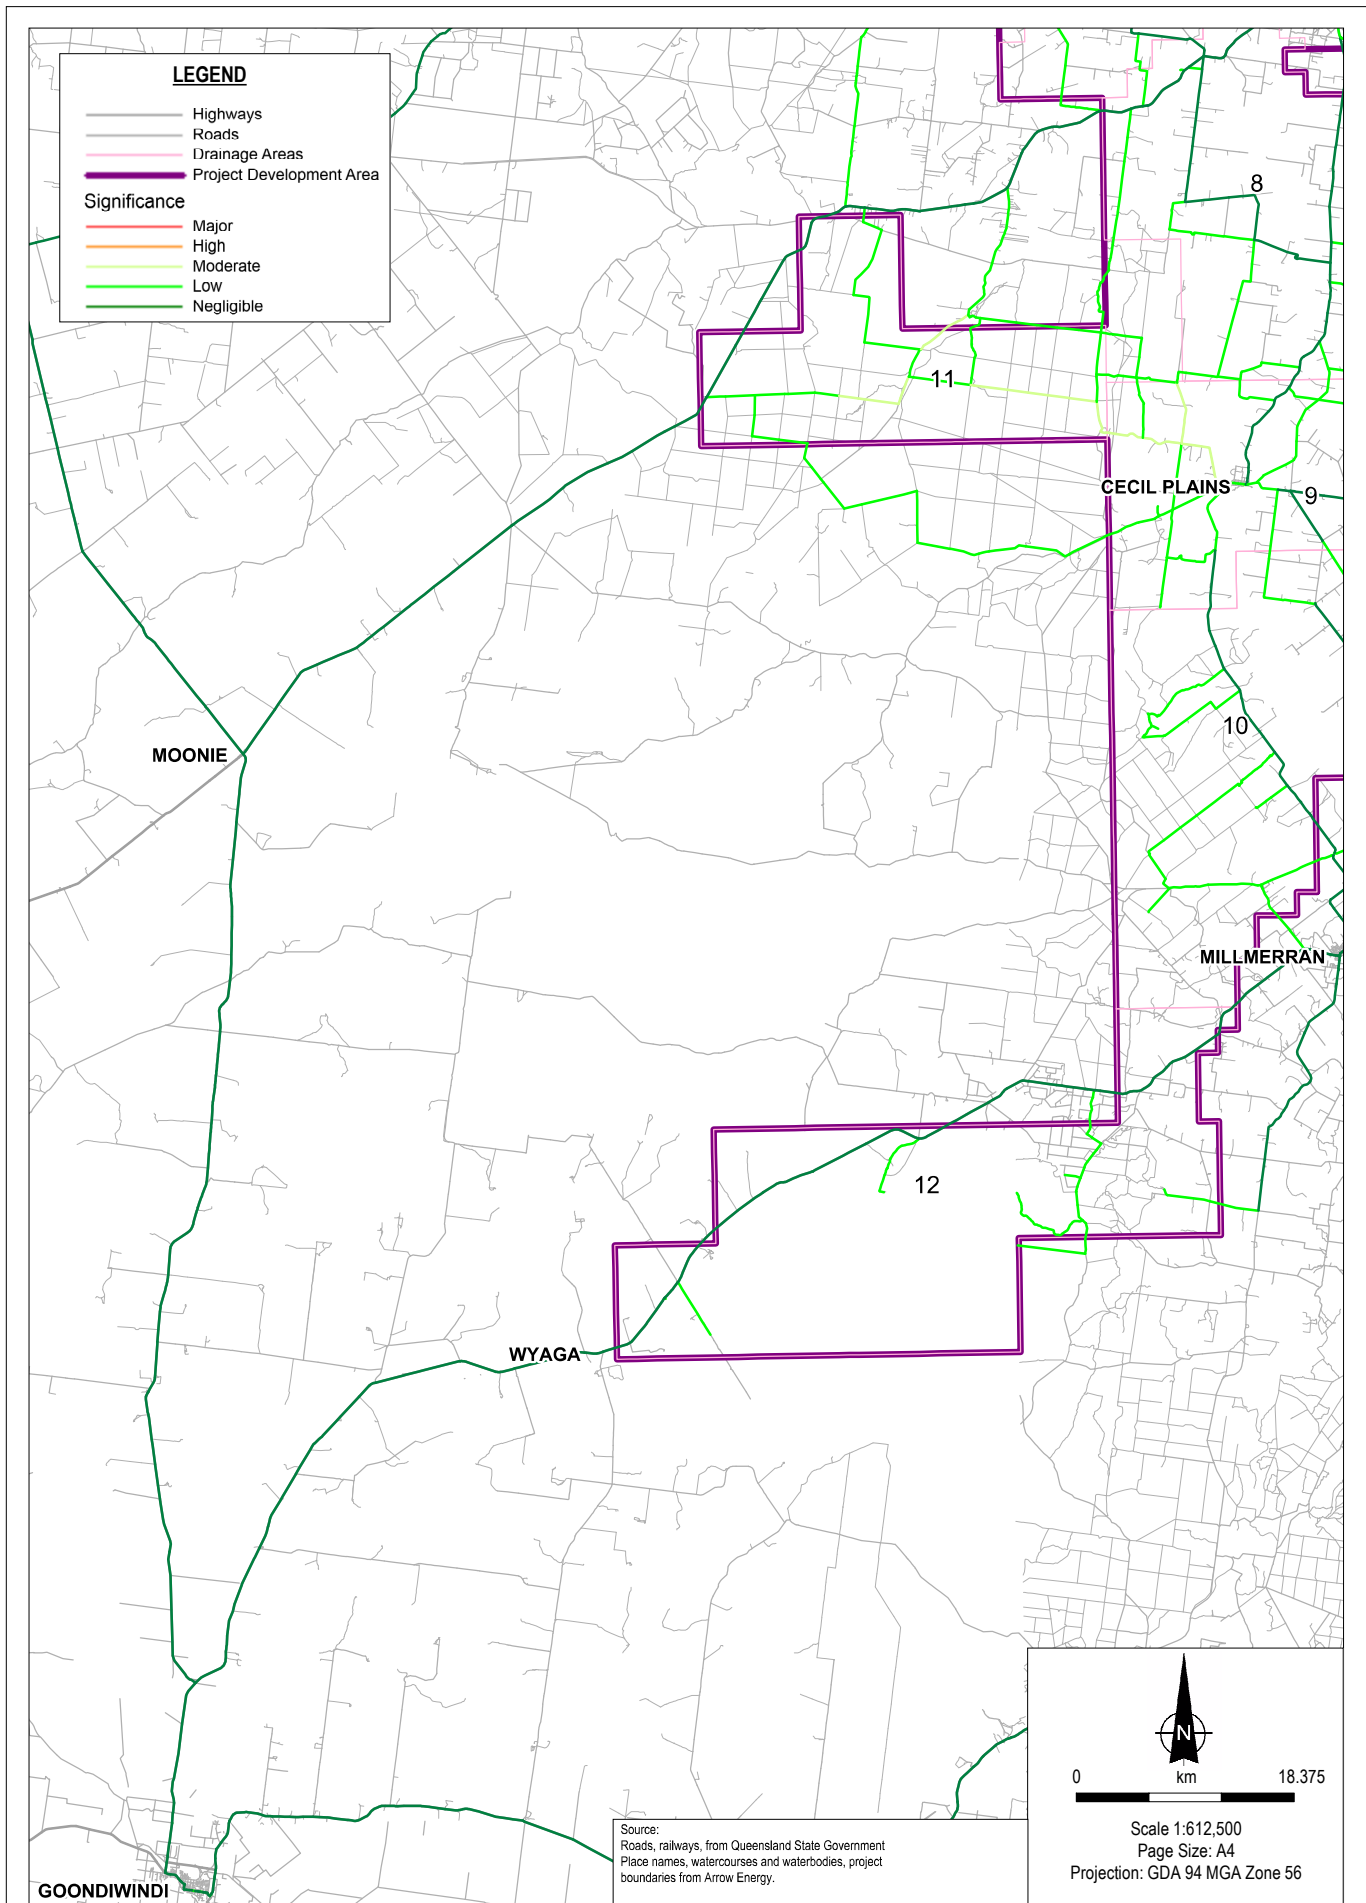 LEGEND
Highways
Roads
Drainage Areas
Project Development Area
Significance
Major
High
Moderate
Low
Negligible
8
11
CECIL PLAINS
9
10
MOONIE
MILLMERRAN
12
WYAGA
GOONDIWINDI
Source:
Roads, railways, from Queensland State Government
Place names, watercourses and waterbodies, project
boundaries from Arrow Energy.
N
0 km 18.375
Scale 1:612,500
Page Size: A4
Projection: GDA 94 MGA Zone 56